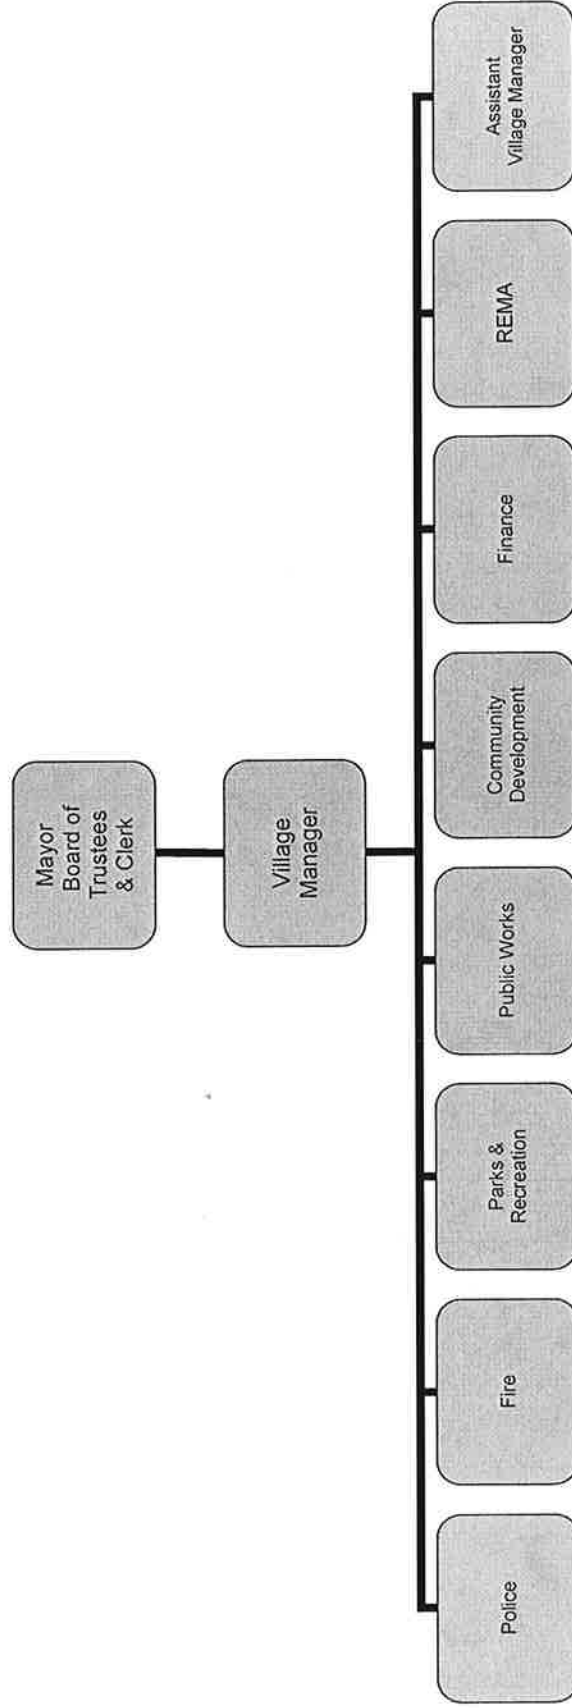 Mayor
Board of
Trustees
& Clerk
Village
Manager
Police
Fire
Parks &
Recreation
Public Works
Community
Development
Finance
REMA
Assistant
Village Manager